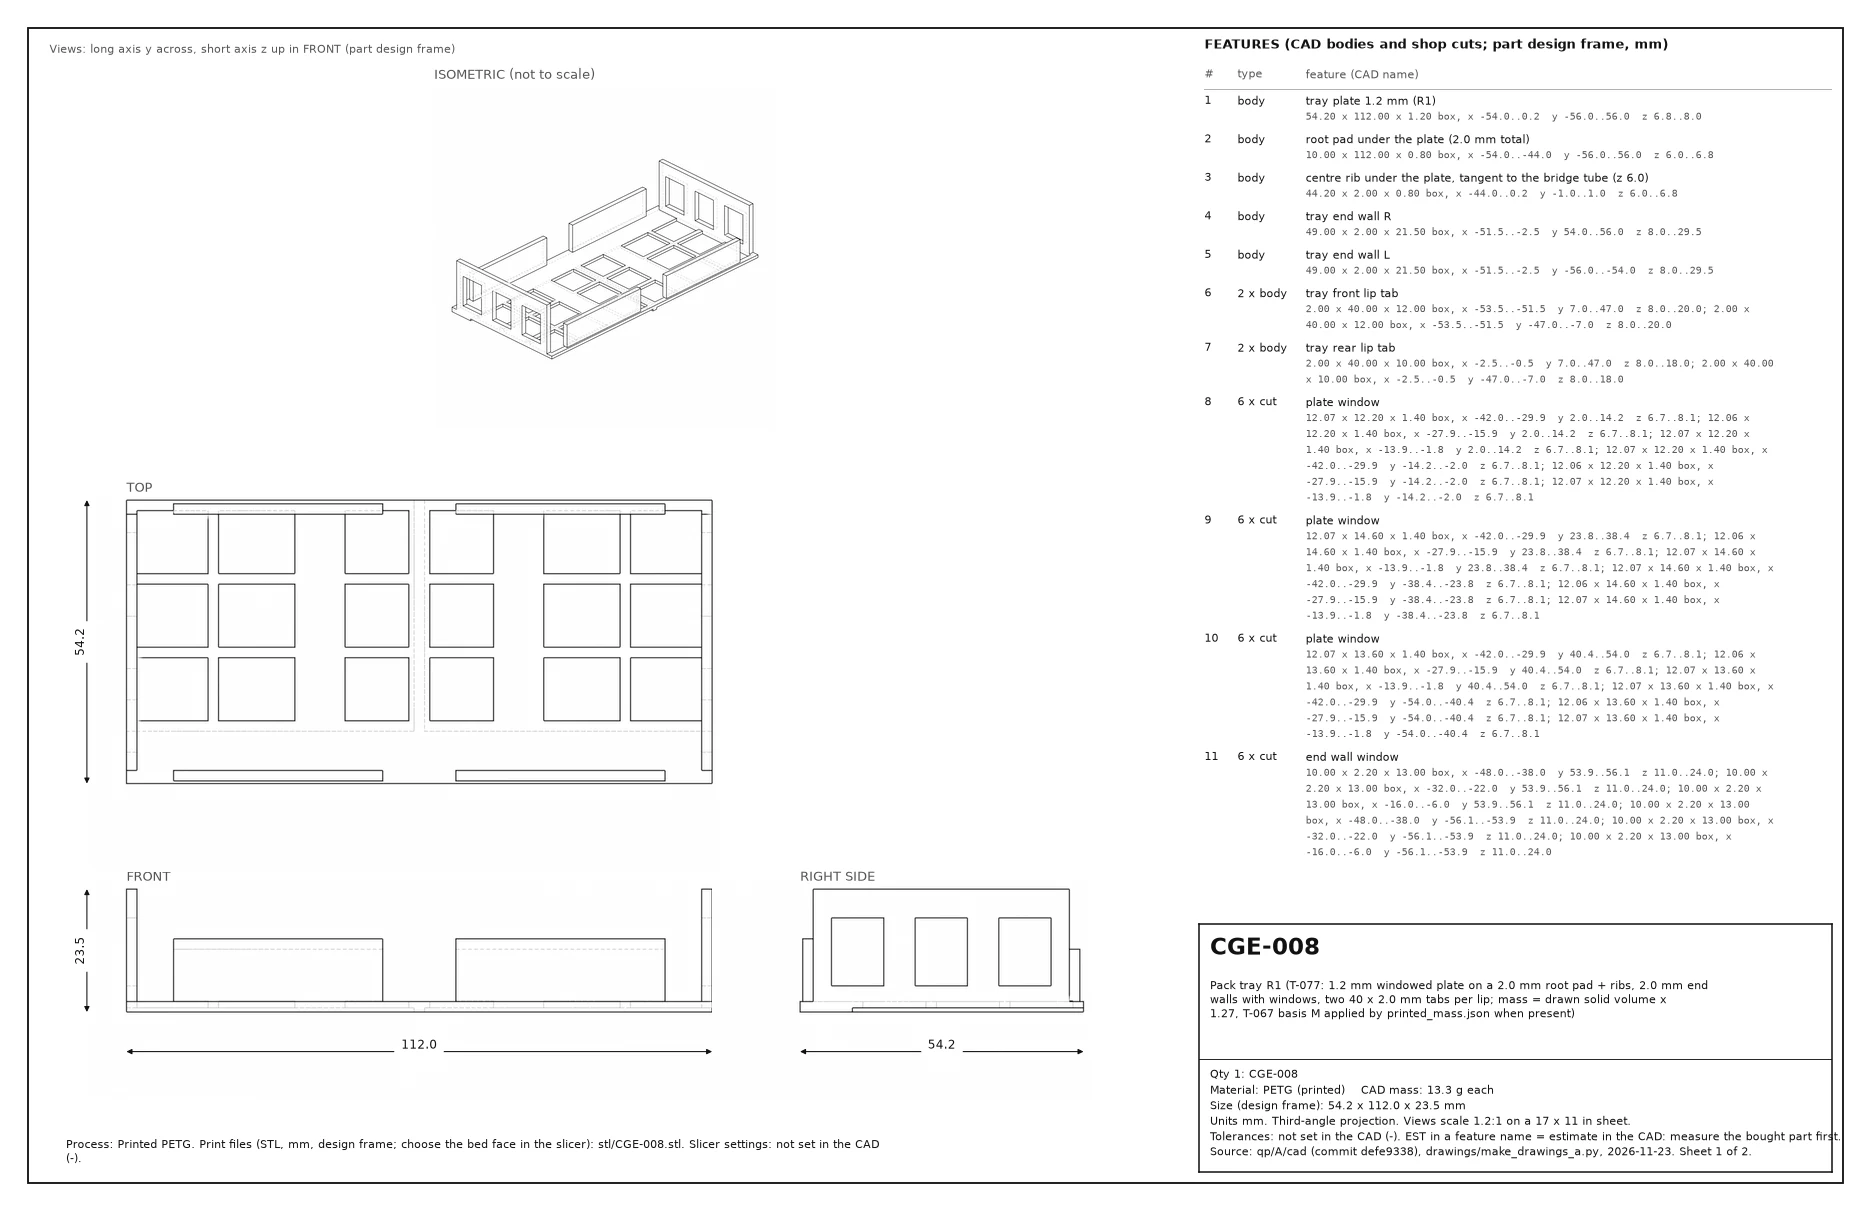 Views: long axis y across, short axis z up in FRONT (part design frame)
ISOMETRIC (not to scale)
TOP
54.2
FRONT
23.5
112.0
RIGHT SIDE
54.2
Process: Printed PETG. Print files (STL, mm, design frame; choose the bed face in the slicer): stl/CGE-008.stl. Slicer settings: not set in the CAD
(-).
FEATURES (CAD bodies and shop cuts; part design frame, mm)
# type feature (CAD name)
1 body tray plate 1.2 mm (R1)
54.20 x 112.00 x 1.20 box, x -54.0..0.2 y -56.0..56.0 z 6.8..8.0
2 body root pad under the plate (2.0 mm total)
10.00 x 112.00 x 0.80 box, x -54.0..-44.0 y -56.0..56.0 z 6.0..6.8
3 body centre rib under the plate, tangent to the bridge tube (z 6.0)
44.20 x 2.00 x 0.80 box, x -44.0..0.2 y -1.0..1.0 z 6.0..6.8
4 body tray end wall R
49.00 x 2.00 x 21.50 box, x -51.5..-2.5 y 54.0..56.0 z 8.0..29.5
5 body tray end wall L
49.00 x 2.00 x 21.50 box, x -51.5..-2.5 y -56.0..-54.0 z 8.0..29.5
6 2 x body tray front lip tab
2.00 x 40.00 x 12.00 box, x -53.5..-51.5 y 7.0..47.0 z 8.0..20.0; 2.00 x
40.00 x 12.00 box, x -53.5..-51.5 y -47.0..-7.0 z 8.0..20.0
7 2 x body tray rear lip tab
2.00 x 40.00 x 10.00 box, x -2.5..-0.5 y 7.0..47.0 z 8.0..18.0; 2.00 x 40.00
x 10.00 box, x -2.5..-0.5 y -47.0..-7.0 z 8.0..18.0
8 6 x cut plate window
12.07 x 12.20 x 1.40 box, x -42.0..-29.9 y 2.0..14.2 z 6.7..8.1; 12.06 x
12.20 x 1.40 box, x -27.9..-15.9 y 2.0..14.2 z 6.7..8.1; 12.07 x 12.20 x
1.40 box, x -13.9..-1.8 y 2.0..14.2 z 6.7..8.1; 12.07 x 12.20 x 1.40 box, x
-42.0..-29.9 y -14.2..-2.0 z 6.7..8.1; 12.06 x 12.20 x 1.40 box, x
-27.9..-15.9 y -14.2..-2.0 z 6.7..8.1; 12.07 x 12.20 x 1.40 box, x
-13.9..-1.8 y -14.2..-2.0 z 6.7..8.1
9 6 x cut plate window
12.07 x 14.60 x 1.40 box, x -42.0..-29.9 y 23.8..38.4 z 6.7..8.1; 12.06 x
14.60 x 1.40 box, x -27.9..-15.9 y 23.8..38.4 z 6.7..8.1; 12.07 x 14.60 x
1.40 box, x -13.9..-1.8 y 23.8..38.4 z 6.7..8.1; 12.07 x 14.60 x 1.40 box, x
-42.0..-29.9 y -38.4..-23.8 z 6.7..8.1; 12.06 x 14.60 x 1.40 box, x
-27.9..-15.9 y -38.4..-23.8 z 6.7..8.1; 12.07 x 14.60 x 1.40 box, x
-13.9..-1.8 y -38.4..-23.8 z 6.7..8.1
10 6 x cut plate window
12.07 x 13.60 x 1.40 box, x -42.0..-29.9 y 40.4..54.0 z 6.7..8.1; 12.06 x
13.60 x 1.40 box, x -27.9..-15.9 y 40.4..54.0 z 6.7..8.1; 12.07 x 13.60 x
1.40 box, x -13.9..-1.8 y 40.4..54.0 z 6.7..8.1; 12.07 x 13.60 x 1.40 box, x
-42.0..-29.9 y -54.0..-40.4 z 6.7..8.1; 12.06 x 13.60 x 1.40 box, x
-27.9..-15.9 y -54.0..-40.4 z 6.7..8.1; 12.07 x 13.60 x 1.40 box, x
-13.9..-1.8 y -54.0..-40.4 z 6.7..8.1
11 6 x cut end wall window
10.00 x 2.20 x 13.00 box, x -48.0..-38.0 y 53.9..56.1 z 11.0..24.0; 10.00 x
2.20 x 13.00 box, x -32.0..-22.0 y 53.9..56.1 z 11.0..24.0; 10.00 x 2.20 x
13.00 box, x -16.0..-6.0 y 53.9..56.1 z 11.0..24.0; 10.00 x 2.20 x 13.00
box, x -48.0..-38.0 y -56.1..-53.9 z 11.0..24.0; 10.00 x 2.20 x 13.00 box, x
-32.0..-22.0 y -56.1..-53.9 z 11.0..24.0; 10.00 x 2.20 x 13.00 box, x
-16.0..-6.0 y -56.1..-53.9 z 11.0..24.0
CGE-008
Pack tray R1 (T-077: 1.2 mm windowed plate on a 2.0 mm root pad + ribs, 2.0 mm end
walls with windows, two 40 x 2.0 mm tabs per lip; mass = drawn solid volume x
1.27, T-067 basis M applied by printed_mass.json when present)
Qty 1: CGE-008
Material: PETG (printed) CAD mass: 13.3 g each
Size (design frame): 54.2 x 112.0 x 23.5 mm
Units mm. Third-angle projection. Views scale 1.2:1 on a 17 x 11 in sheet.
Tolerances: not set in the CAD (-). EST in a feature name = estimate in the CAD: measure the bought part first.
Source: qp/A/cad (commit defe9338), drawings/make_drawings_a.py, 2026-11-23. Sheet 1 of 2.